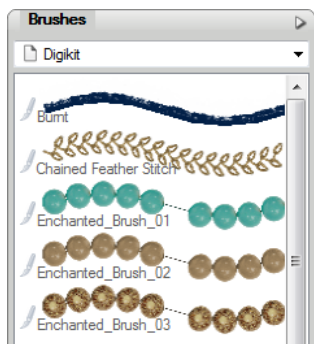 Brushes
Digikit
Burnt
Chained Feather Stitch
Enchanted_Brush_01
Enchanted_Brush_02
Enchanted_Brush_03